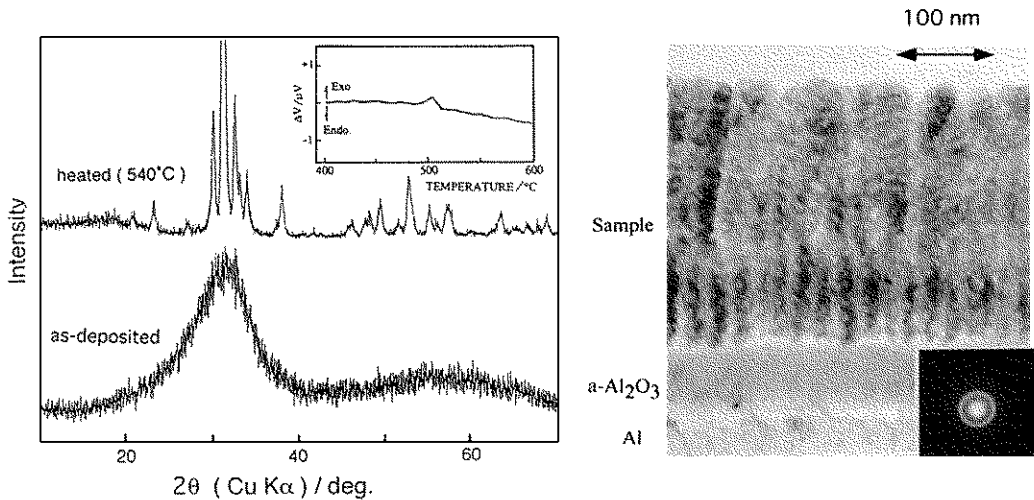 100 nm
+1
Exo
ΔV/μV
Endo.
-1
400
500
600
TEMPERATURE /°C
heated ( 540°C )
Intensity
as-deposited
20
40
60
2θ ( Cu Kα ) / deg.
Sample
a-Al₂O₃
Al